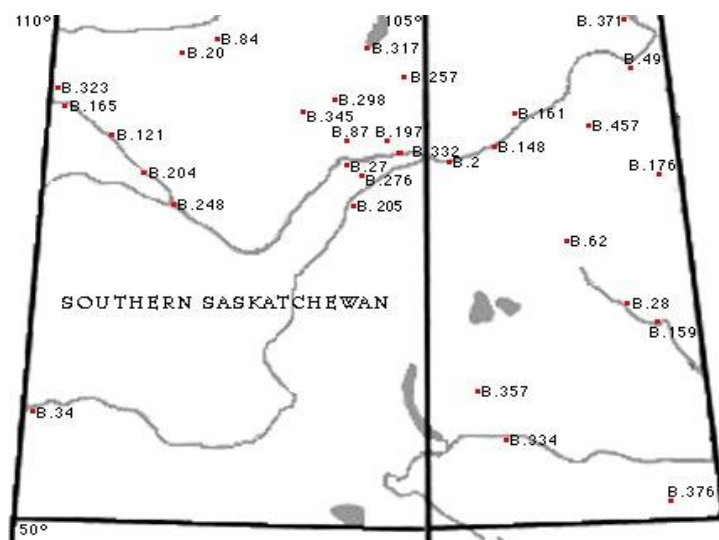 110°
105°
B.371
B.84
B.20
B.317
B.49
B.257
B.323
B.165
B.298
B.345
B.161
B.457
B.121
B.87
B.197
B.332
B.148
B.2
B.27
B.176
B.204
B.276
B.248
B.205
B.62
SOUTHERN SASKATCHEWAN
B.28
B.159
B.357
B.34
B.334
B.376
50°